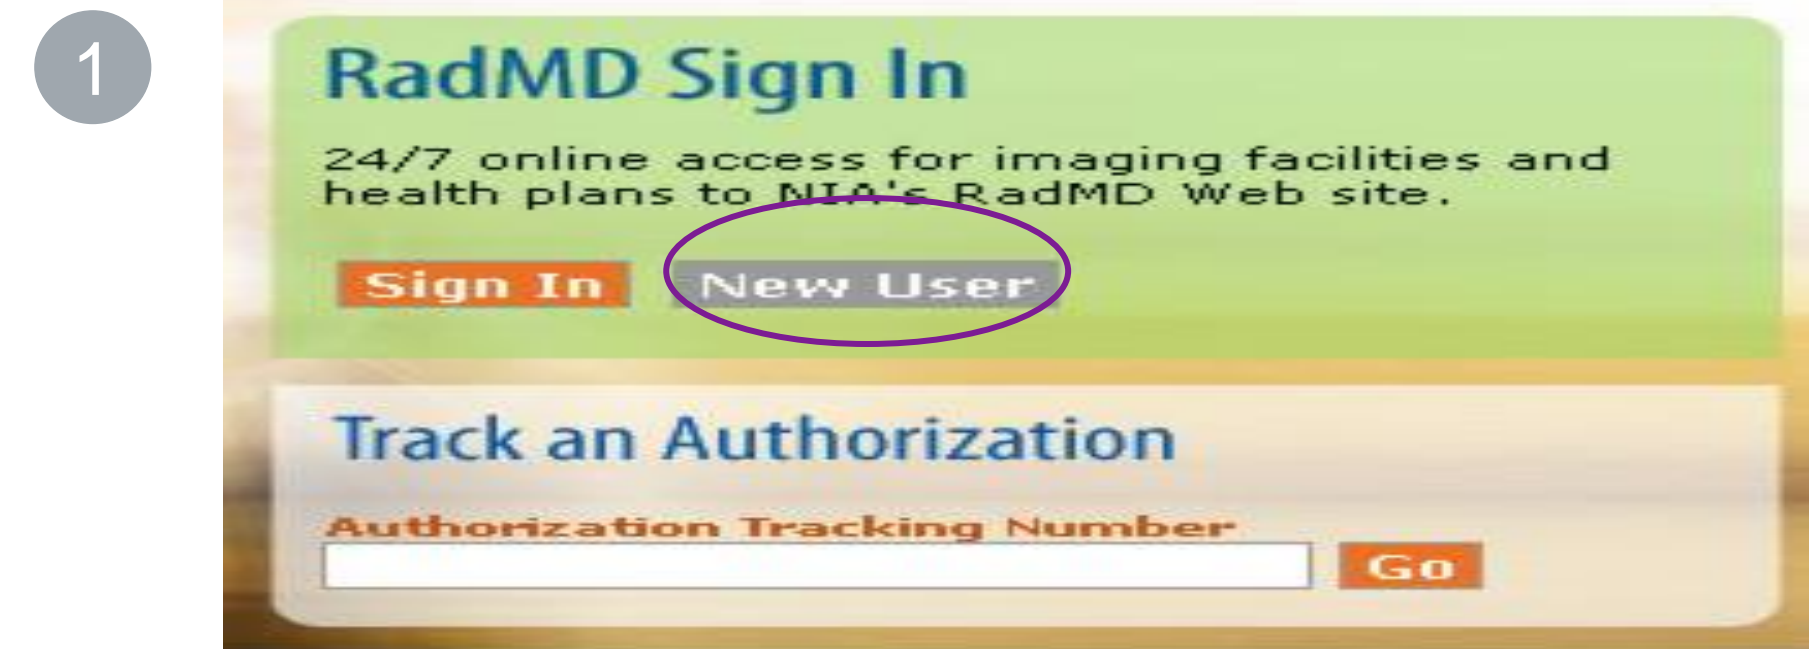 1
RadMD Sign In
24/7 online access for imaging facilities and
health plans to NIA's RadMD Web site.
Sign In New User
Track an Authorization
Authorization Tracking Number
Go